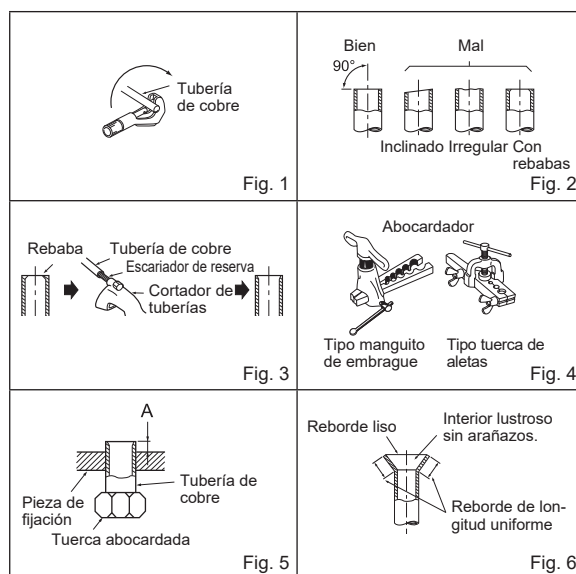 Tubería
de cobre
Fig. 1
Bien
Mal
90°
Inclinado Irregular Con
rebabas
Fig. 2
Rebaba
Tubería de cobre
Escariador de reserva
Cortador de
tuberías
Fig. 3
Abocardador
Tipo manguito
de embrague
Tipo tuerca de
aletas
Fig. 4
A
Tubería de
cobre
Pieza de
fijación
Tuerca abocardada
Fig. 5
Reborde liso
Interior lustroso
sin arañazos.
Reborde de lon-
gitud uniforme
Fig. 6